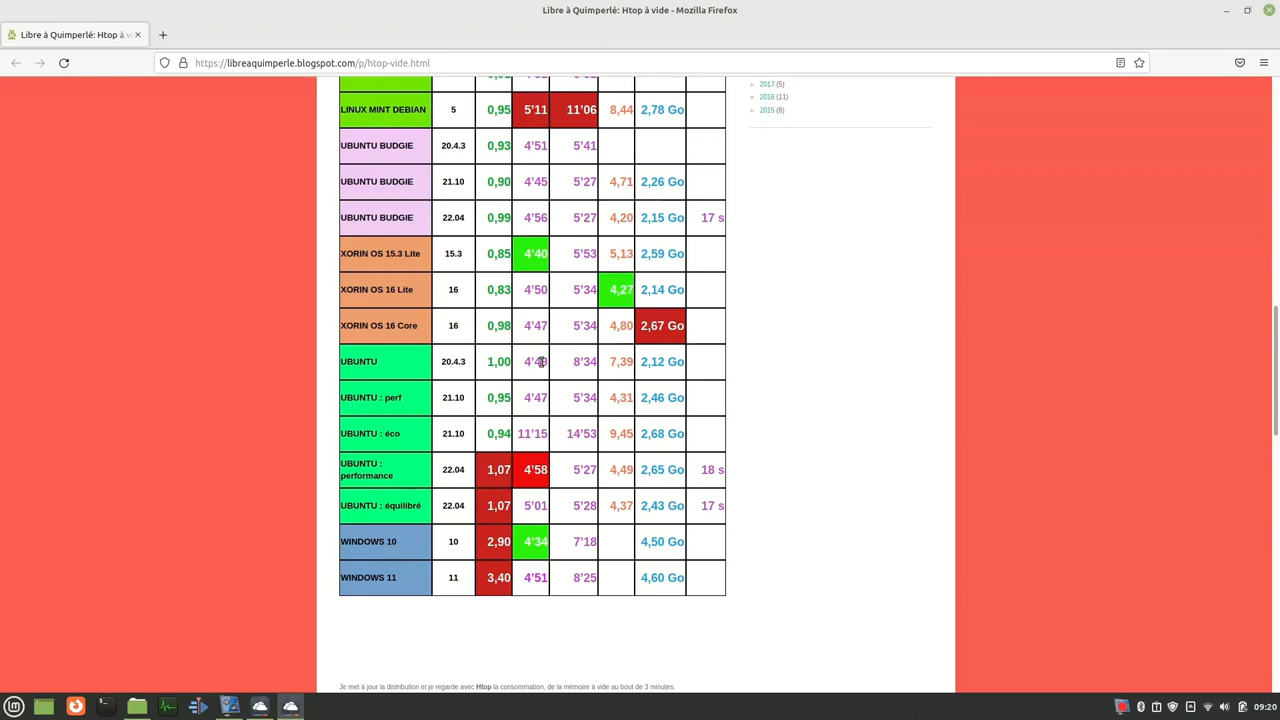 Libre à Quimperlé: Htop à vide - Mozilla Firefox
Libre à Quimperlé: Htop à v
https://libreaquimperle.blogspot.com/p/htop-vide.html
► 2017 (5)
LINUX MINT DEBIAN 5 0,95 5’11 11’06 8,44 2,78 Go
► 2016 (11)
► 2015 (8)
UBUNTU BUDGIE 20.4.3 0,93 4’51 5’41
UBUNTU BUDGIE 21.10 0,90 4’45 5’27 4,71 2,26 Go
UBUNTU BUDGIE 22.04 0,99 4’56 5’27 4,20 2,15 Go 17 s
XORIN OS 15.3 Lite 15.3 0,85 4’40 5’53 5,13 2,59 Go
XORIN OS 16 Lite 16 0,83 4’50 5’34 4,27 2,14 Go
XORIN OS 16 Core 16 0,98 4’47 5’34 4,80 2,67 Go
UBUNTU 20.4.3 1,00 8’34 7,39 2,12 Go
UBUNTU : perf 21.10 0,95 4’47 5’34 4,31 2,46 Go
UBUNTU : éco 21.10 0,94 11’15 14’53 9,45 2,68 Go
UBUNTU :
performance 22.04 1,07 4’58 5’27 4,49 2,65 Go 18 s
UBUNTU : équilibré 22.04 1,07 5’01 5’28 4,37 2,43 Go 17 s
WINDOWS 10 10 2,90 4’34 7’18 4,50 Go
WINDOWS 11 11 3,40 4’51 8’25 4,60 Go
Je met à jour la distribution et je regarde avec Htop la consommation, de la mémoire à vide au bout de 3 minutes.
09:20